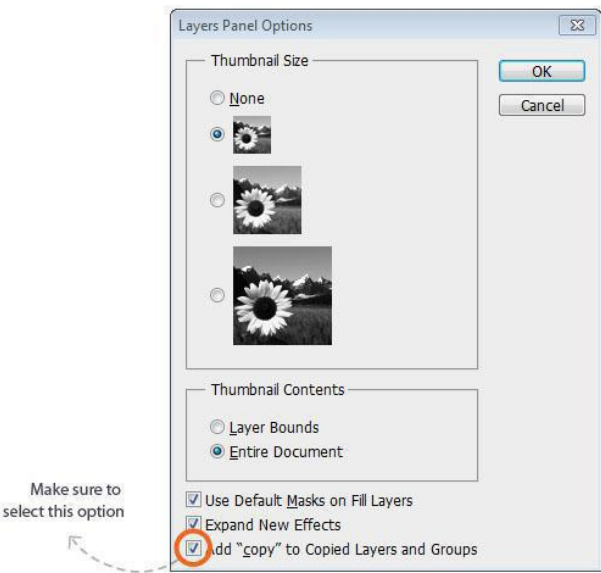 Layers Panel Options
Thumbnail Size
OK
None
Cancel
Thumbnail Contents
Layer Bounds
Entire Document
Make sure to
select this option
Use Default Masks on Fill Layers
Expand New Effects
Add "copy" to Copied Layers and Groups